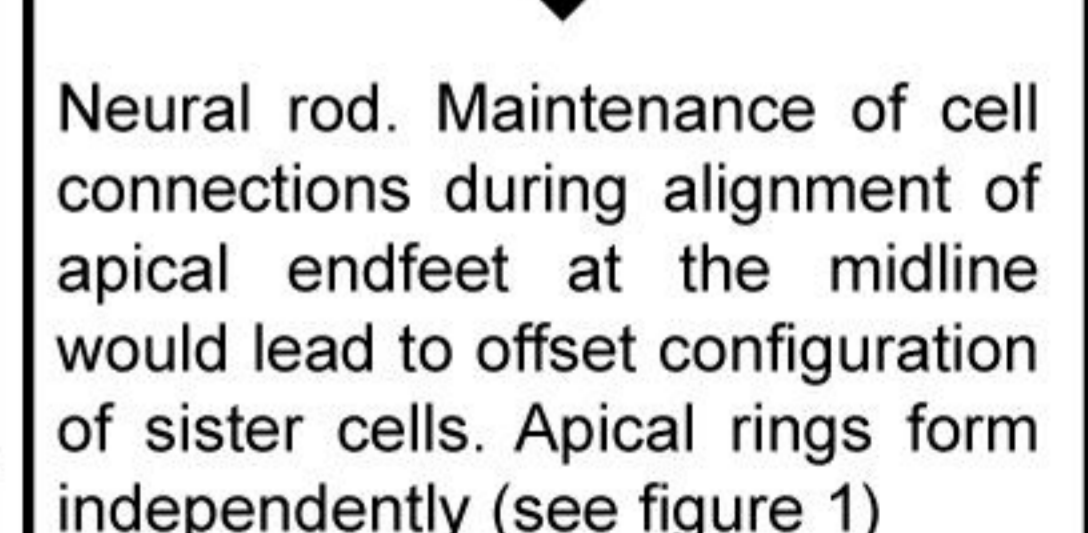 Neural rod. Maintenance of cell
connections during alignment of
apical endfeet at the midline
would lead to offset configuration
of sister cells. Apical rings form
independently (see figure 1)